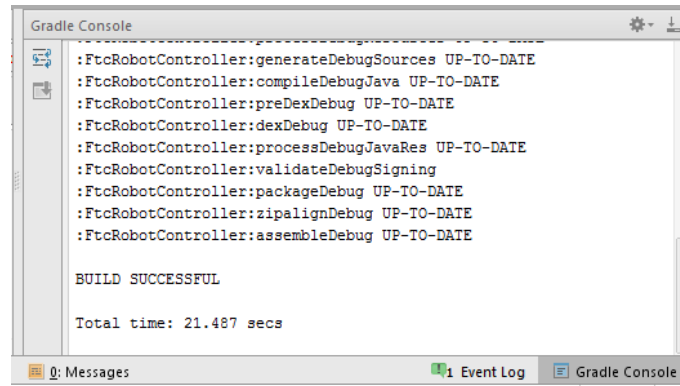 Gradle Console
:FtcRobotController:generateDebugSources UP-TO-DATE
:FtcRobotController:compileDebugJava UP-TO-DATE
:FtcRobotController:preDexDebug UP-TO-DATE
:FtcRobotController:dexDebug UP-TO-DATE
:FtcRobotController:processDebugJavaRes UP-TO-DATE
:FtcRobotController:validateDebugSigning
:FtcRobotController:packageDebug UP-TO-DATE
:FtcRobotController:zipalignDebug UP-TO-DATE
:FtcRobotController:assembleDebug UP-TO-DATE
BUILD SUCCESSFUL
Total time: 21.487 secs
0: Messages 1 Event Log Gradle Console